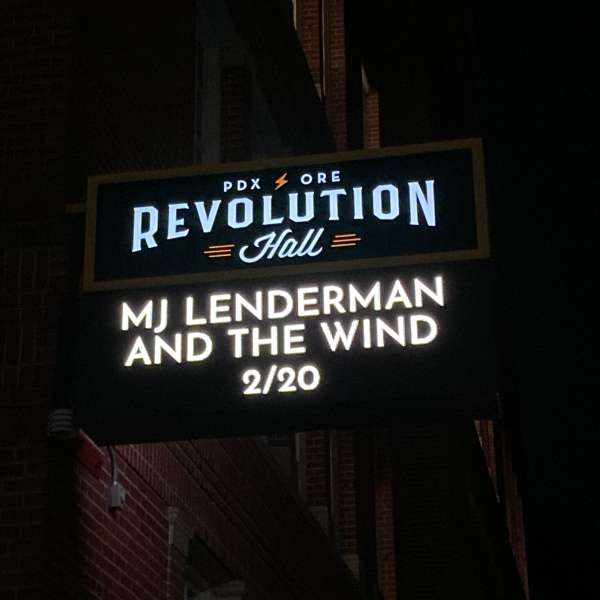 PDX ORE
REVOLUTION
Hall
MJ LENDERMAN
AND THE WIND
2/20